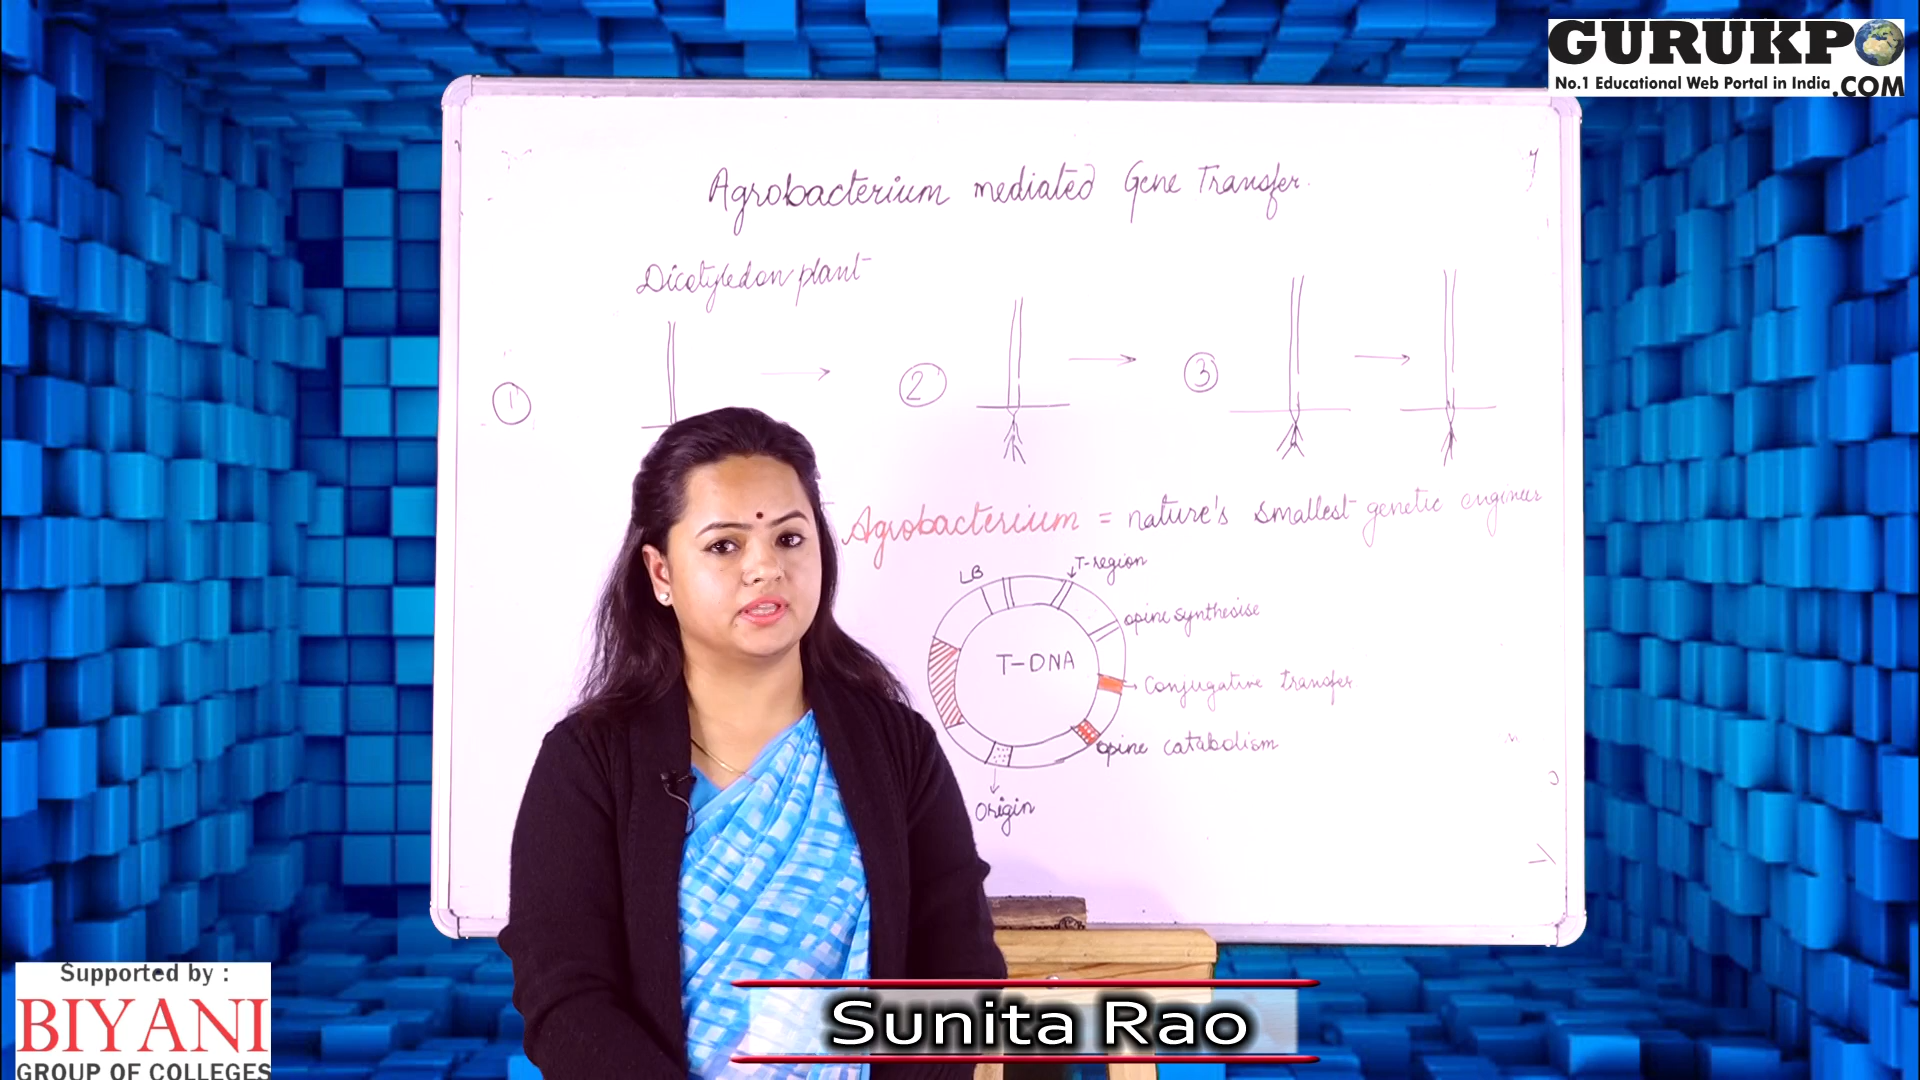 GURUKPO
No.1 Educational Web Portal in India .COM
Agrobacterium mediated Gene Transfer.
Dicotyledon plant
1
2
3
Agrobacterium = nature's smallest genetic engineer
LB
T-region
opine synthesise
T-DNA
Conjugative transfer
opine catabolism
Origin
Supported by :
BIYANI
GROUP OF COLLEGES
Sunita Rao